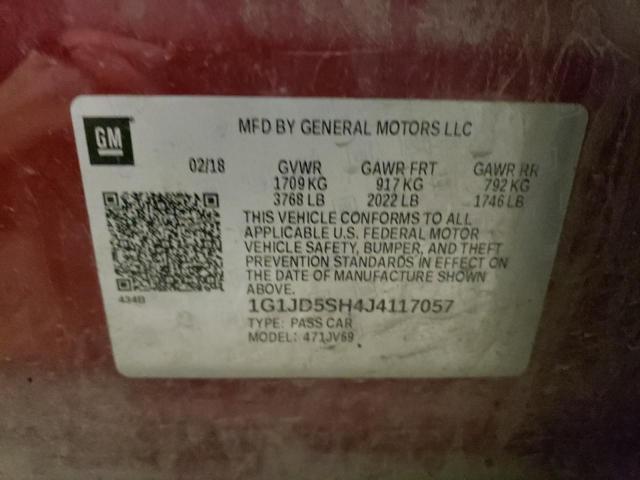 GM
MFD BY GENERAL MOTORS LLC
02/18 GVWR GAWR FRT GAWR RR
1709 KG 917 KG 792 KG
3768 LB 2022 LB 1746 LB
THIS VEHICLE CONFORMS TO ALL
APPLICABLE U.S. FEDERAL MOTOR
VEHICLE SAFETY, BUMPER, AND THEFT
PREVENTION STANDARDS IN EFFECT ON
THE DATE OF MANUFACTURE SHOWN
ABOVE.
434B
1G1JD5SH4J4117057
TYPE: PASS CAR
MODEL: 471JV69